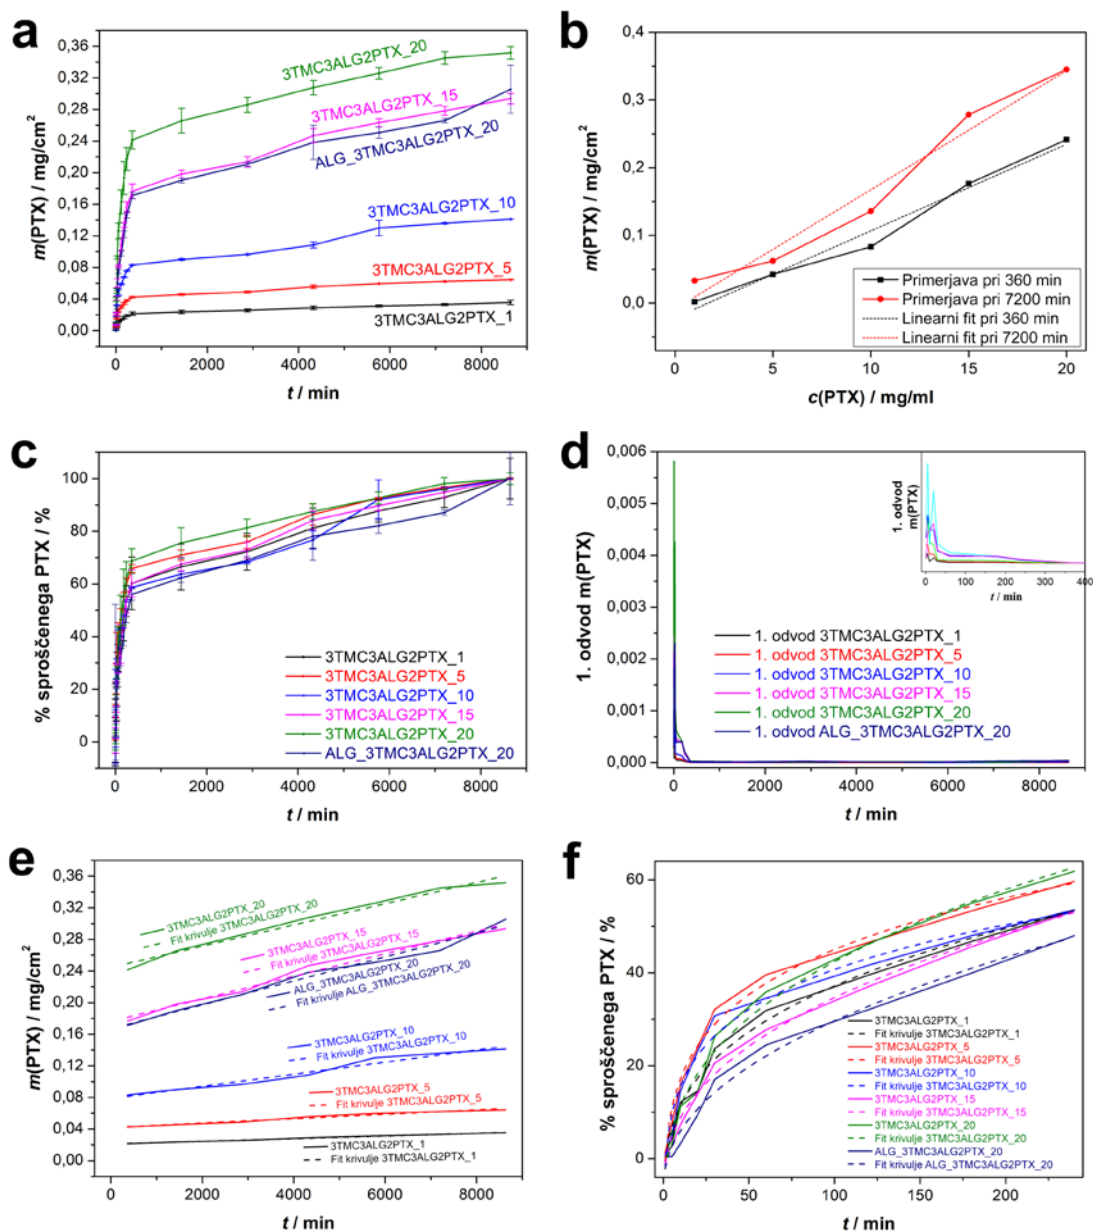 a
0,36
0,32
0,28
0,24
0,20
0,16
0,12
0,08
0,04
0,00
m(PTX) / mg/cm²
3TMC3ALG2PTX_20
3TMC3ALG2PTX_15
ALG_3TMC3ALG2PTX_20
3TMC3ALG2PTX_10
3TMC3ALG2PTX_5
3TMC3ALG2PTX_1
0 2000 4000 6000 8000
t / min
b
0,4
0,3
0,2
0,1
0,0
m(PTX) / mg/cm²
Primerjava pri 360 min
Primerjava pri 7200 min
Linearni fit pri 360 min
Linearni fit pri 7200 min
0 5 10 15 20
c(PTX) / mg/ml
c
100
80
60
40
20
0
% sproščenega PTX / %
3TMC3ALG2PTX_1
3TMC3ALG2PTX_5
3TMC3ALG2PTX_10
3TMC3ALG2PTX_15
3TMC3ALG2PTX_20
ALG_3TMC3ALG2PTX_20
0 2000 4000 6000 8000
t / min
d
0,006
0,005
0,004
0,003
0,002
0,001
0,000
1. odvod m(PTX)
1. odvod
m(PTX)
0 100 200 300 400
t / min
1. odvod 3TMC3ALG2PTX_1
1. odvod 3TMC3ALG2PTX_5
1. odvod 3TMC3ALG2PTX_10
1. odvod 3TMC3ALG2PTX_15
1. odvod 3TMC3ALG2PTX_20
1. odvod ALG_3TMC3ALG2PTX_20
0 2000 4000 6000 8000
t / min
e
0,36
0,32
0,28
0,24
0,20
0,16
0,12
0,08
0,04
0,00
m(PTX) / mg/cm²
3TMC3ALG2PTX_20
Fit krivulje 3TMC3ALG2PTX_20
3TMC3ALG2PTX_15
Fit krivulje 3TMC3ALG2PTX_15
ALG_3TMC3ALG2PTX_20
Fit krivulje ALG_3TMC3ALG2PTX_20
3TMC3ALG2PTX_10
Fit krivulje 3TMC3ALG2PTX_10
3TMC3ALG2PTX_5
Fit krivulje 3TMC3ALG2PTX_5
3TMC3ALG2PTX_1
Fit krivulje 3TMC3ALG2PTX_1
0 2000 4000 6000 8000
t / min
f
60
40
20
0
% sproščenega PTX / %
3TMC3ALG2PTX_1
Fit krivulje 3TMC3ALG2PTX_1
3TMC3ALG2PTX_5
Fit krivulje 3TMC3ALG2PTX_5
3TMC3ALG2PTX_10
Fit krivulje 3TMC3ALG2PTX_10
3TMC3ALG2PTX_15
Fit krivulje 3TMC3ALG2PTX_15
3TMC3ALG2PTX_20
Fit krivulje 3TMC3ALG2PTX_20
ALG_3TMC3ALG2PTX_20
Fit krivulje ALG_3TMC3ALG2PTX_20
0 50 100 150 200
t / min